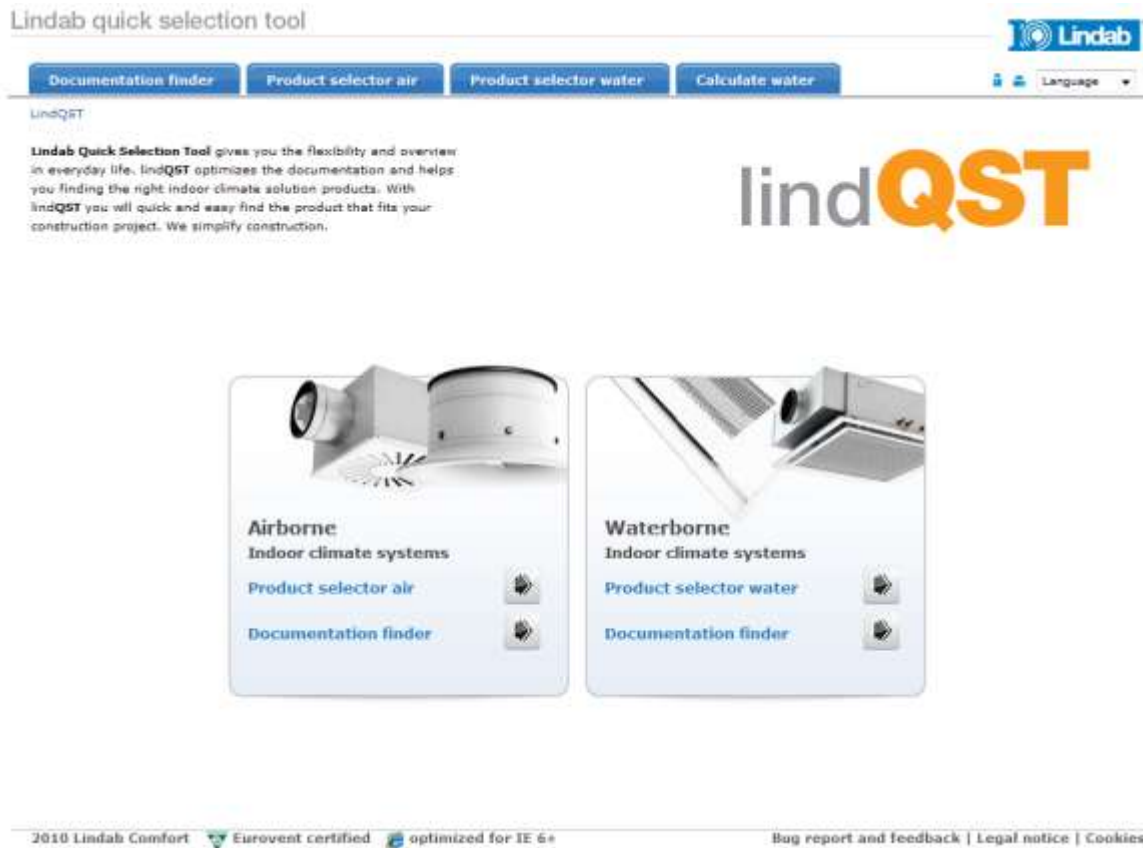 Lindab quick selection tool
Lindab
Documentation finder
Product selector air
Product selector water
Calculate water
Language
LindQST
Lindab Quick Selection Tool gives you the flexibility and overview
in everyday life. lindQST optimizes the documentation and helps
you finding the right indoor climate solution products. With
lindQST you will quick and easy find the product that fits your
construction project. We simplify construction.
lindQST
Airborne
Indoor climate systems
Product selector air
Documentation finder
Waterborne
Indoor climate systems
Product selector water
Documentation finder
2010 Lindab Comfort
Eurovent certified
optimized for IE 6+
Bug report and feedback | Legal notice | Cookies